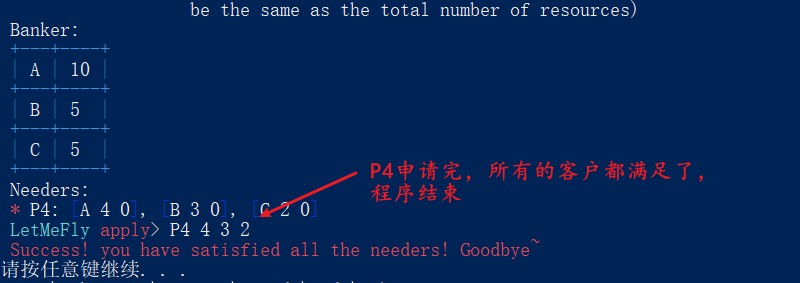 be the same as the total number of resources)
Banker:
A 10
B 5
C 5
P4申请完，所有的客户都满足了，
程序结束
Needers:
* P4: [A 4 0], [B 3 0], [C 2 0]
LetMeFly apply> P4 4 3 2
Success! you have satisfied all the needers! Goodbye~
请按任意键继续. . .